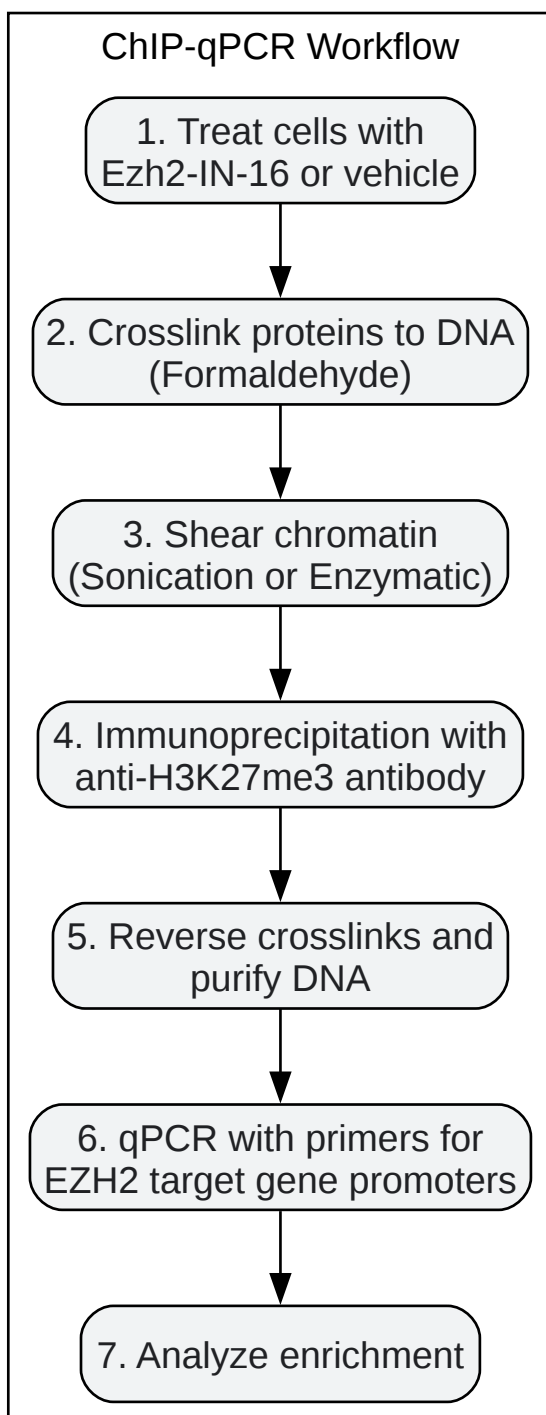 ChIP-qPCR Workflow
1. Treat cells with
Ezh2-IN-16 or vehicle
2. Crosslink proteins to DNA
(Formaldehyde)
3. Shear chromatin
(Sonication or Enzymatic)
4. Immunoprecipitation with
anti-H3K27me3 antibody
5. Reverse crosslinks and
purify DNA
6. qPCR with primers for
EZH2 target gene promoters
7. Analyze enrichment